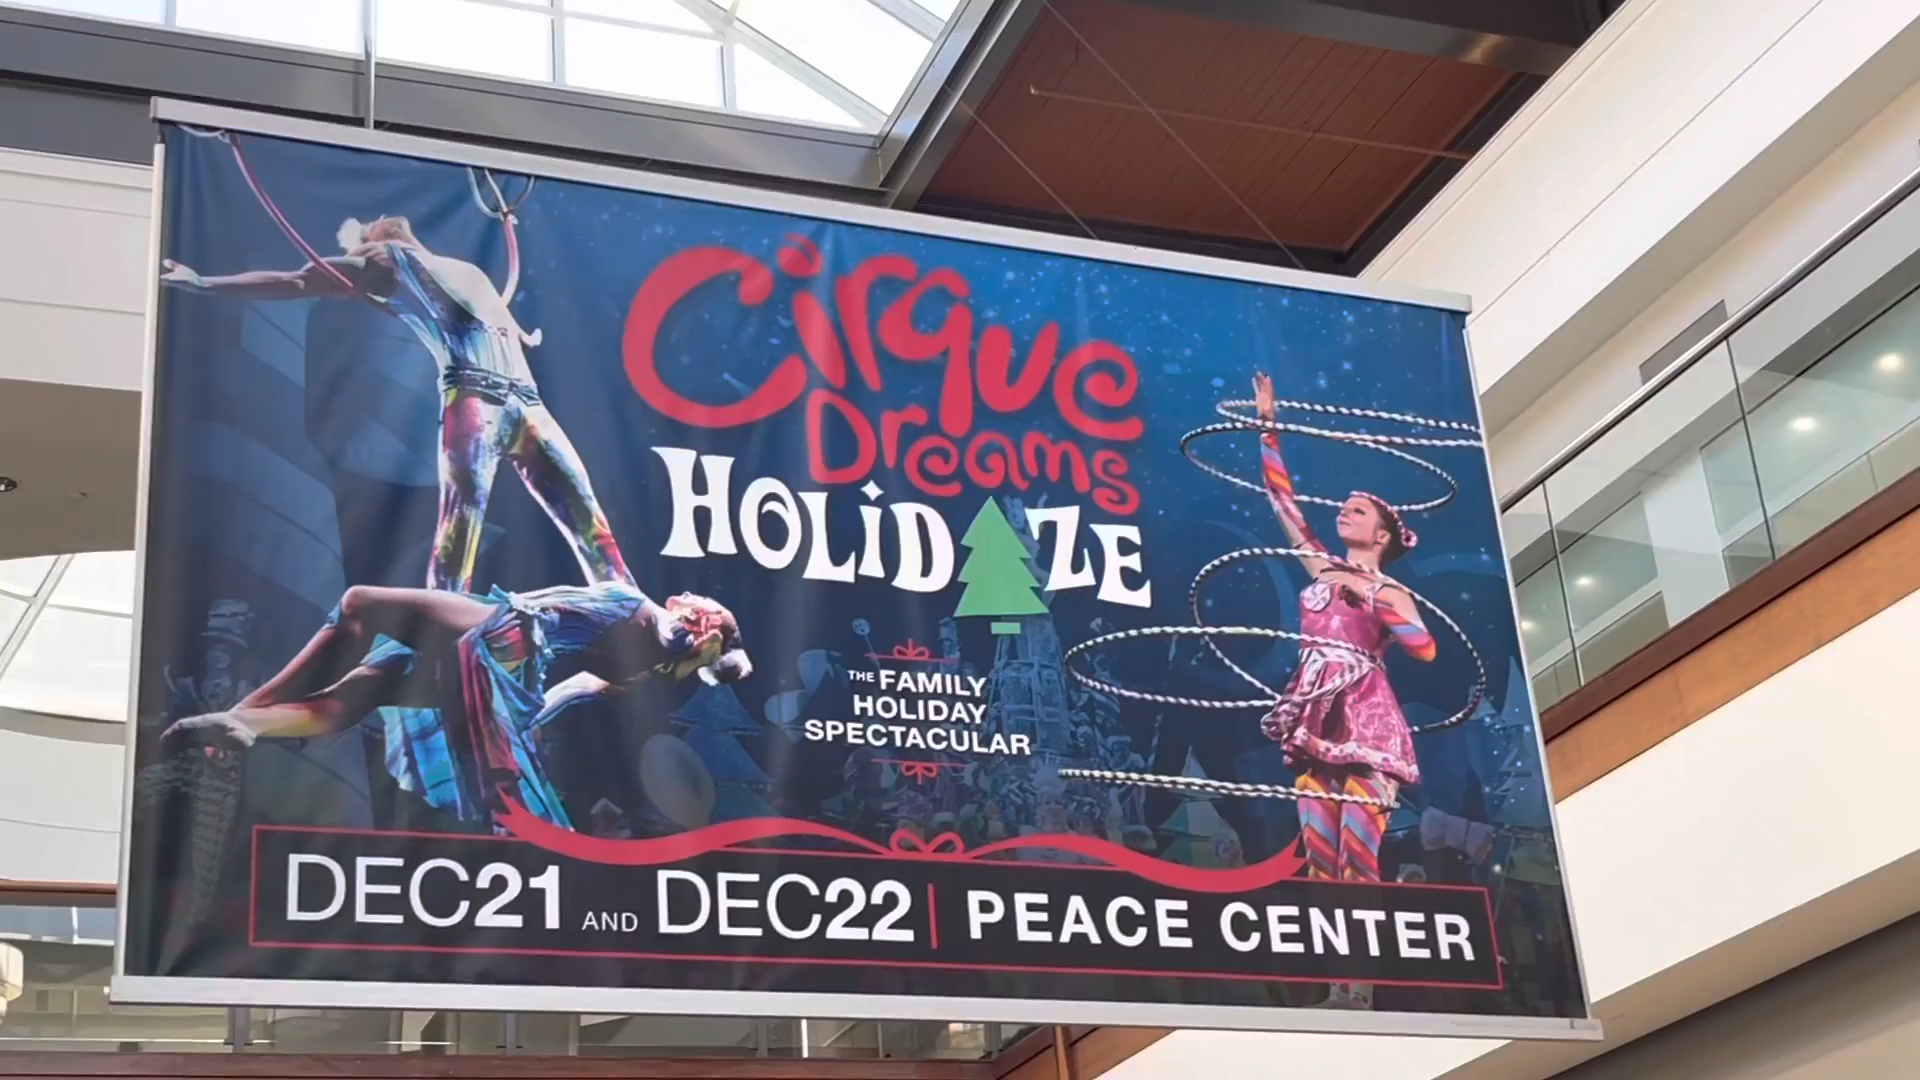 Cirque
Dreams
HOLiDAZE
THE FAMILY
HOLIDAY
SPECTACULAR
DEC21 AND DEC22 | PEACE CENTER